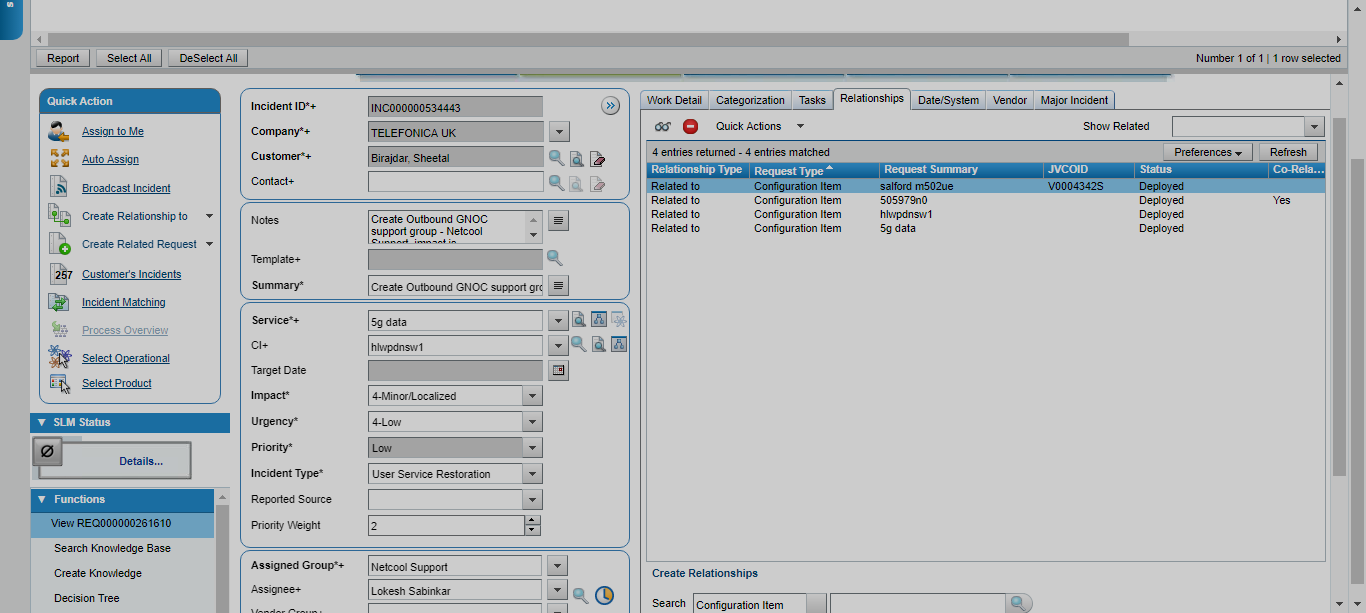 Report Select All DeSelect All Number 1 of 1 | 1 row selected
Quick Action
Assign to Me
Auto Assign
Broadcast Incident
Create Relationship to
Create Related Request
257 Customer's Incidents
Incident Matching
Process Overview
Select Operational
Select Product
SLM Status
Details...
Functions
View REQ000000261610
Search Knowledge Base
Create Knowledge
Decision Tree
Incident ID*+ INC000000534443
Company*+ TELEFONICA UK
Customer*+ Birajdar, Sheetal
Contact+
Notes Create Outbound GNOC
support group - Netcool
Support, impact is
Template+
Summary* Create Outbound GNOC support gro
Service*+ 5g data
CI+ hlwpdnsw1
Target Date
Impact* 4-Minor/Localized
Urgency* 4-Low
Priority* Low
Incident Type* User Service Restoration
Reported Source
Priority Weight 2
Assigned Group*+ Netcool Support
Assignee+ Lokesh Sabinkar
Vendor Group+
Work Detail Categorization Tasks Relationships Date/System Vendor Major Incident
Quick Actions Show Related
4 entries returned - 4 entries matched Preferences Refresh
Relationship Type Request Type Request Summary JVCOID Status Co-Rela...
Related to Configuration Item salford m502ue V0004342S Deployed
Related to Configuration Item 505979n0 Deployed Yes
Related to Configuration Item hlwpdnsw1 Deployed
Related to Configuration Item 5g data Deployed
Create Relationships
Search Configuration Item